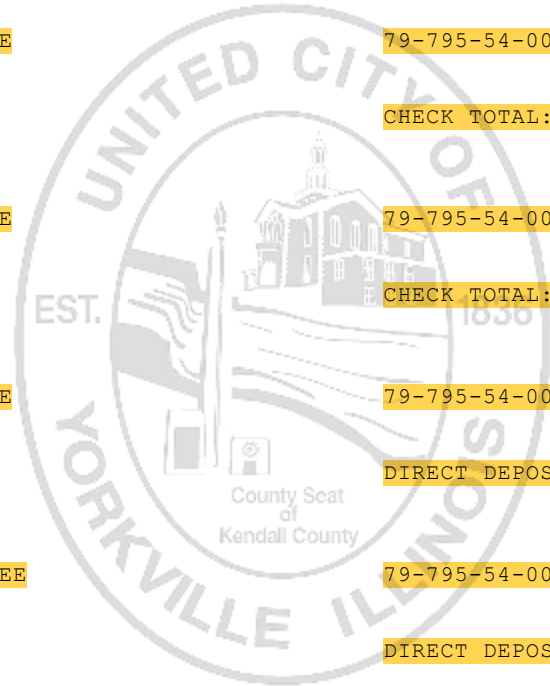 E 79-795-54-00
CHECK TOTAL:
E 79-795-54-00
CHECK TOTAL:
E 79-795-54-00
DIRECT DEPOS
EE 79-795-54-00
DIRECT DEPOS
UNITED CITY OF
EST. 1836
County Seat
of
Kendall County
YORKVILLE ILLINOIS